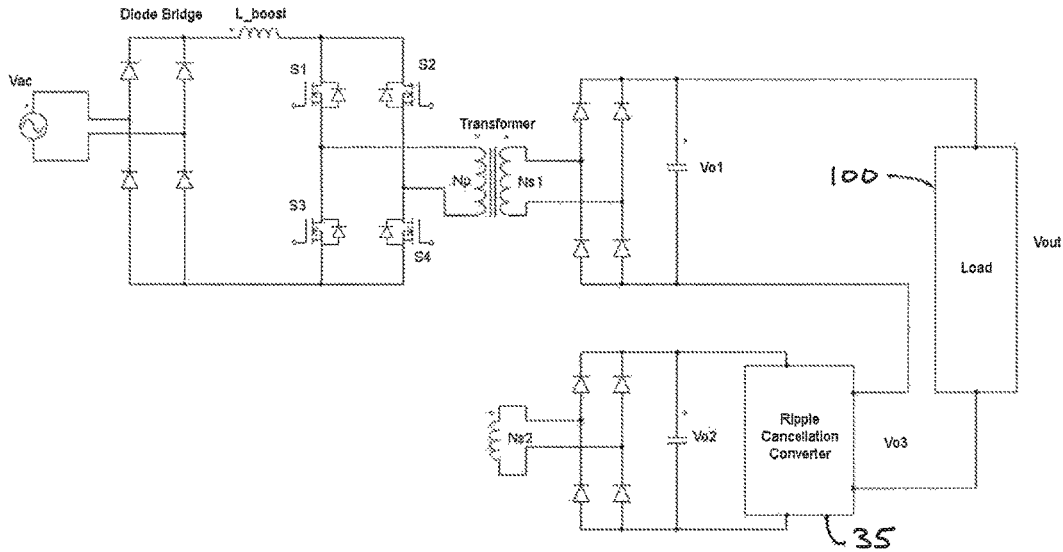 Diode Bridge
L_boost
Vac
S1
S2
Transformer
Np
Ns1
S3
S4
Vo1
100
Load
Vout
Ns2
Vo2
Ripple
Cancellation
Converter
Vo3
35